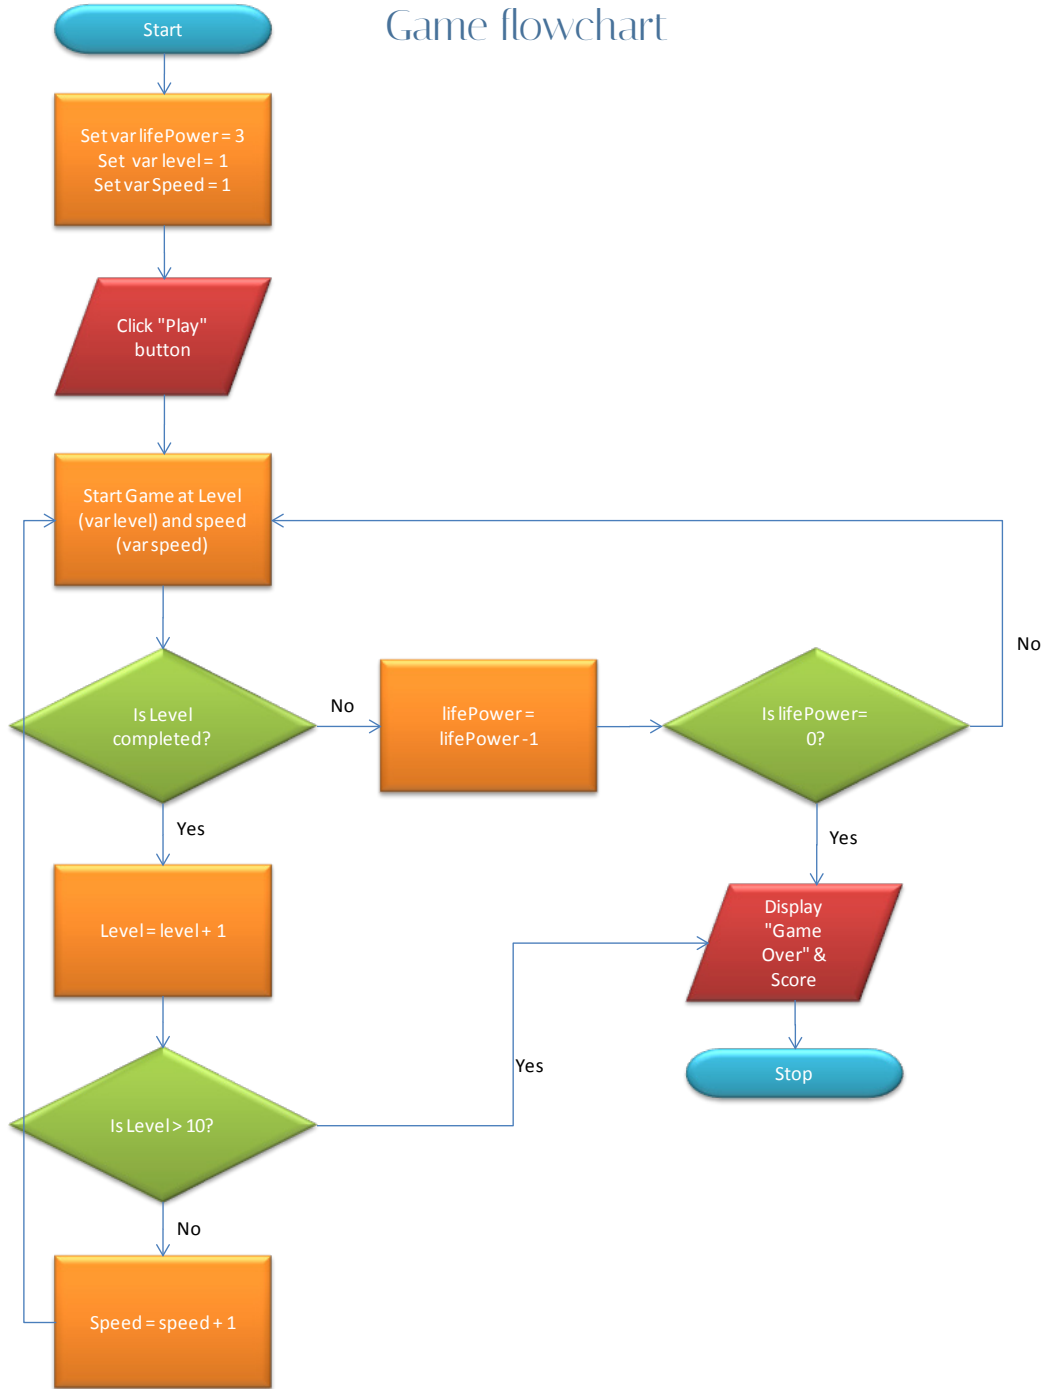 Game flowchart
Start
Set var lifePower = 3
Set var level = 1
Set var Speed = 1
Click "Play"
button
Start Game at Level
(var level) and speed
(var speed)
No
Is Level
completed?
No
lifePower =
lifePower -1
Is lifePower=
0?
Yes
Yes
Level = level + 1
Display
"Game
Over" &
Score
Yes
Stop
Is Level > 10?
No
Speed = speed + 1